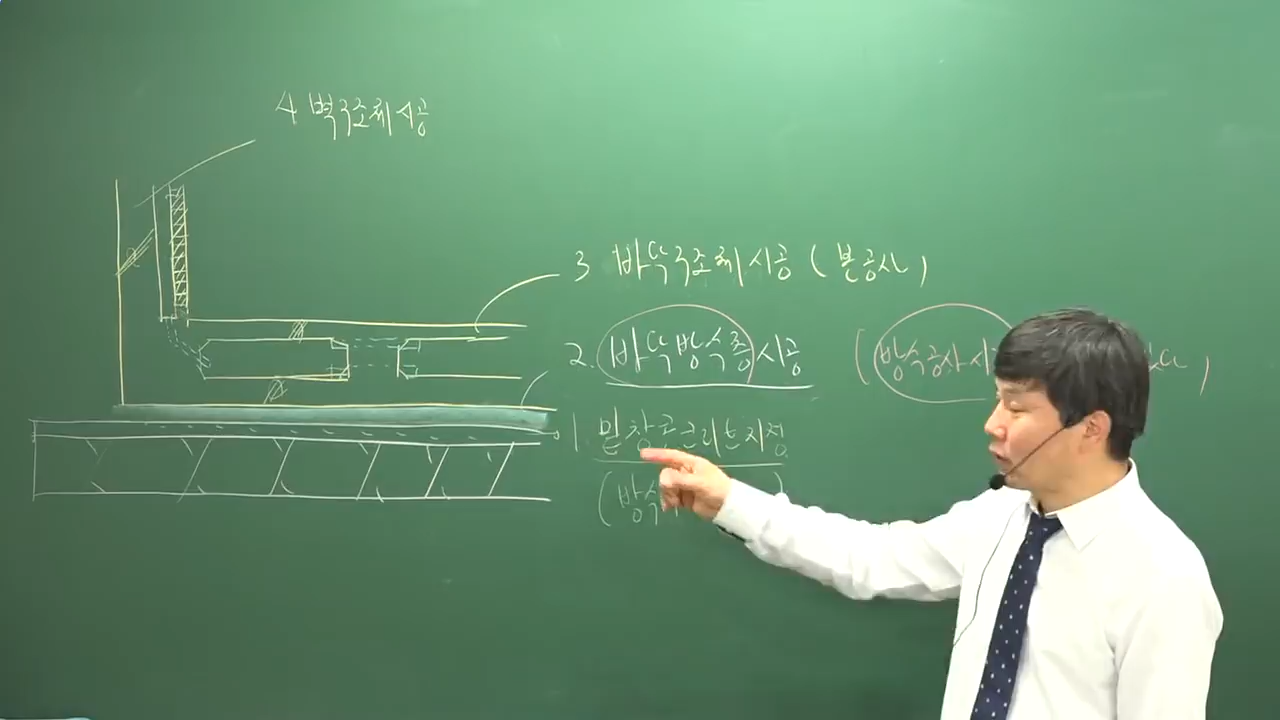 4 벽구조체시공
3 바닥구조체시공 (본공사)
2. 바닥방수층시공 (방수공사시
1. 밑창콘크리트지정
(방수